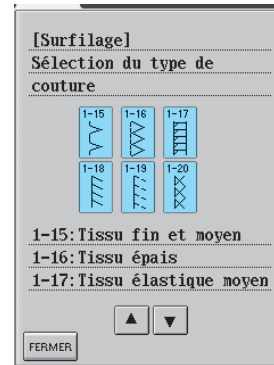 [Surfilage]
Sélection du type de
couture
1-15 1-16 1-17
1-18 1-19 1-20
1-15:Tissu fin et moyen
1-16:Tissu épais
1-17:Tissu élastique moyen
FERMER